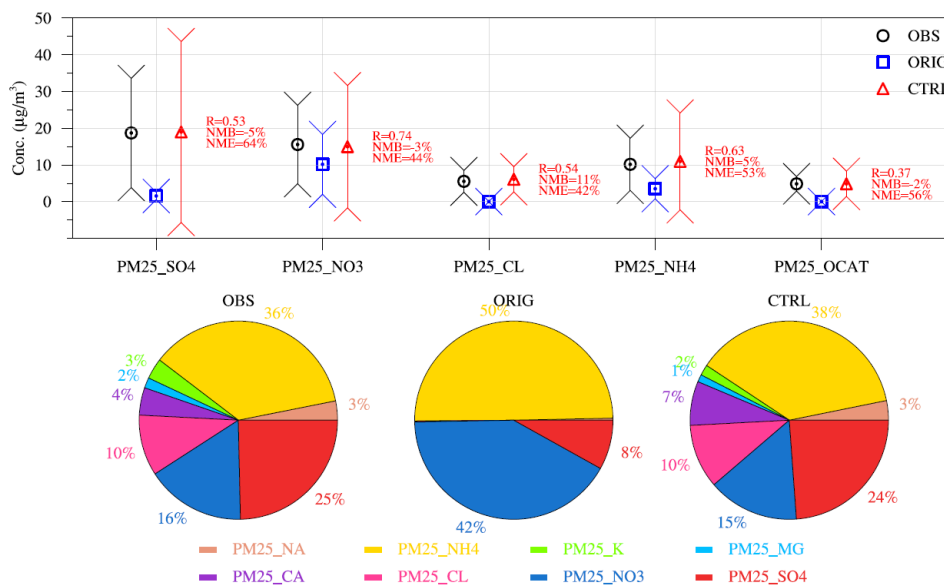 50
40
30
20
10
0
Conc. (μg/m³)
OBS
ORIG
CTRL
R=0.53
NMB=-5%
NME=64%
R=0.74
NMB=-3%
NME=44%
R=0.54
NMB=11%
NME=42%
R=0.63
NMB=5%
NME=53%
R=0.37
NMB=-2%
NME=56%
PM25_SO4
PM25_NO3
PM25_CL
PM25_NH4
PM25_OCAT
OBS
36%
3%
2%
4%
10%
16%
25%
3%
ORIG
50%
8%
42%
CTRL
38%
2%
1%
7%
10%
15%
24%
3%
PM25_NA
PM25_NH4
PM25_K
PM25_MG
PM25_CA
PM25_CL
PM25_NO3
PM25_SO4